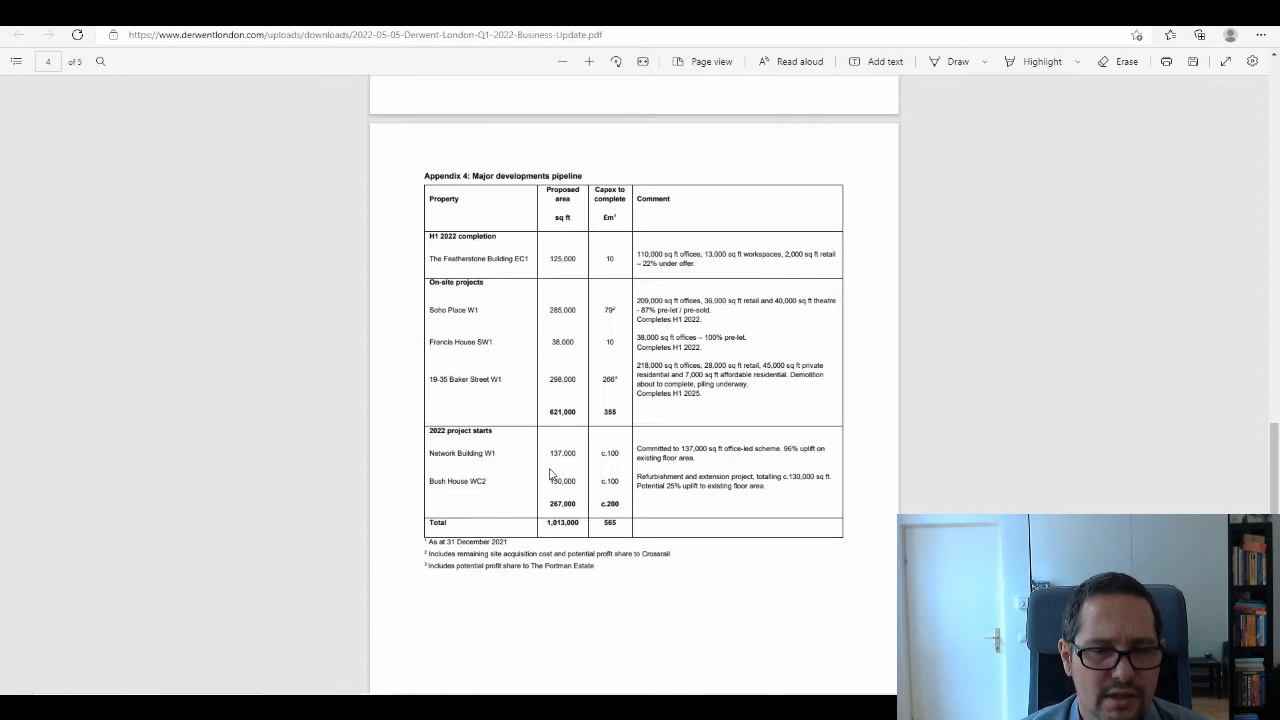 https://www.derwentlondon.com/uploads/downloads/2022-05-05-Derwent-London-Q1-2022-Business-Update.pdf
4 of 5 Page view Read aloud Add text Draw Highlight Erase
Appendix 4: Major developments pipeline
Property Proposed area sq ft Capex to complete £m¹ Comment
H1 2022 completion
The Featherstone Building EC1 125,000 10 110,000 sq ft offices, 13,000 sq ft workspaces, 2,000 sq ft retail
– 22% under offer.
On-site projects
Soho Place W1 285,000 79² 209,000 sq ft offices, 36,000 sq ft retail and 40,000 sq ft theatre
- 87% pre-let / pre-sold.
Completes H1 2022.
Francis House SW1 38,000 10 38,000 sq ft offices – 100% pre-let.
Completes H1 2022.
19-35 Baker Street W1 298,000 266³ 218,000 sq ft offices, 28,000 sq ft retail, 45,000 sq ft private
residential and 7,000 sq ft affordable residential. Demolition
about to complete, piling underway.
Completes H1 2025.
621,000 355
2022 project starts
Network Building W1 137,000 c.100 Committed to 137,000 sq ft office-led scheme. 96% uplift on
existing floor area.
Bush House WC2 130,000 c.100 Refurbishment and extension project, totalling c.130,000 sq ft.
Potential 25% uplift to existing floor area.
267,000 c.200
Total 1,013,000 565
¹ As at 31 December 2021
² Includes remaining site acquisition cost and potential profit share to Crossrail
³ Includes potential profit share to The Portman Estate